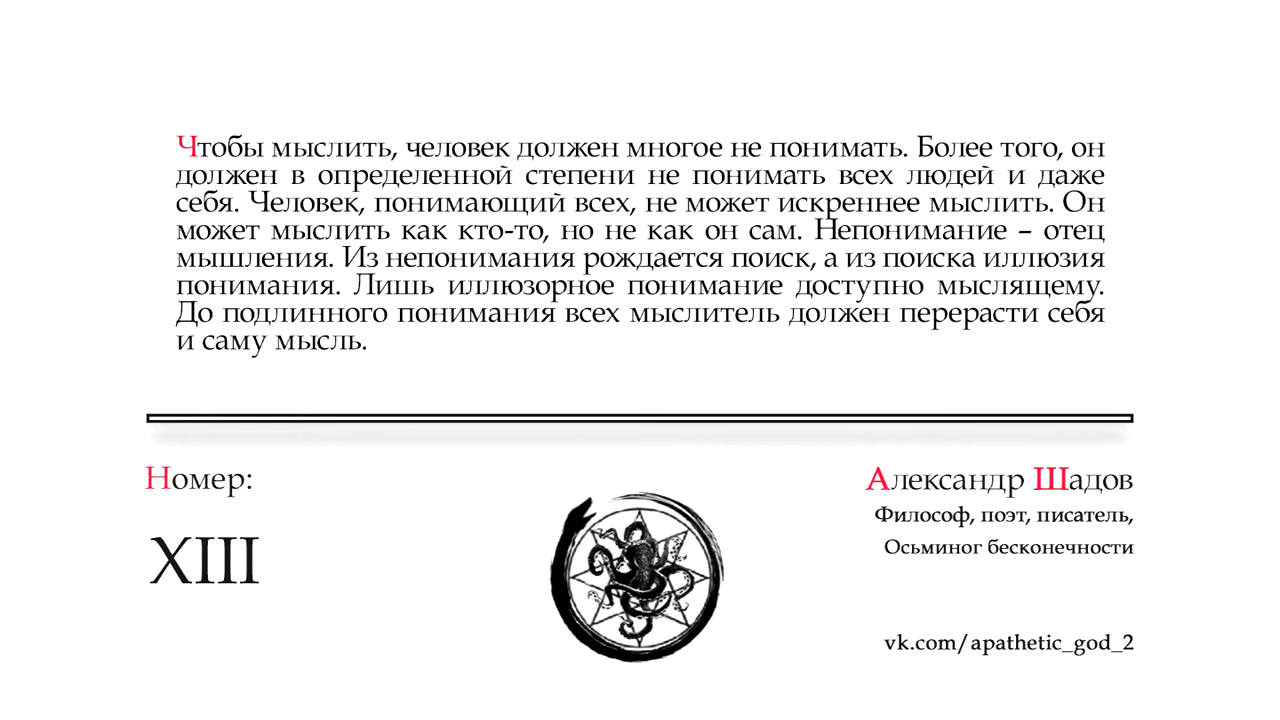 Чтобы мыслить, человек должен многое не понимать. Более того, он
должен в определенной степени не понимать всех людей и даже
себя. Человек, понимающий всех, не может искреннее мыслить. Он
может мыслить как кто-то, но не как он сам. Непонимание – отец
мышления. Из непонимания рождается поиск, а из поиска иллюзия
понимания. Лишь иллюзорное понимание доступно мыслящему.
До подлинного понимания всех мыслитель должен перерасти себя
и саму мысль.
Номер:
XIII
Александр Шадов
Философ, поэт, писатель,
Осьминог бесконечности
vk.com/apathetic_god_2